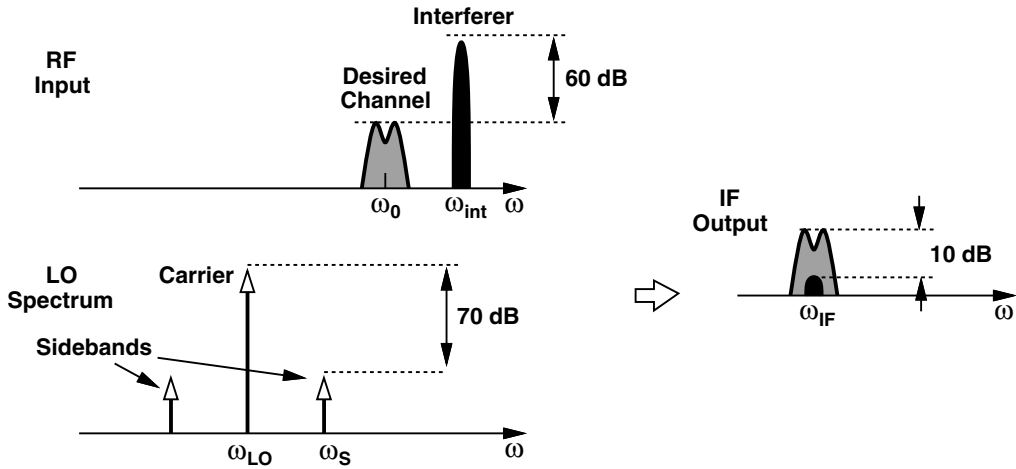 Interferer
RF
Input
Desired
Channel
60 dB
ω0
ωint
ω
LO
Spectrum
Carrier
Sidebands
70 dB
ωLO
ωS
ω
IF
Output
10 dB
ωIF
ω